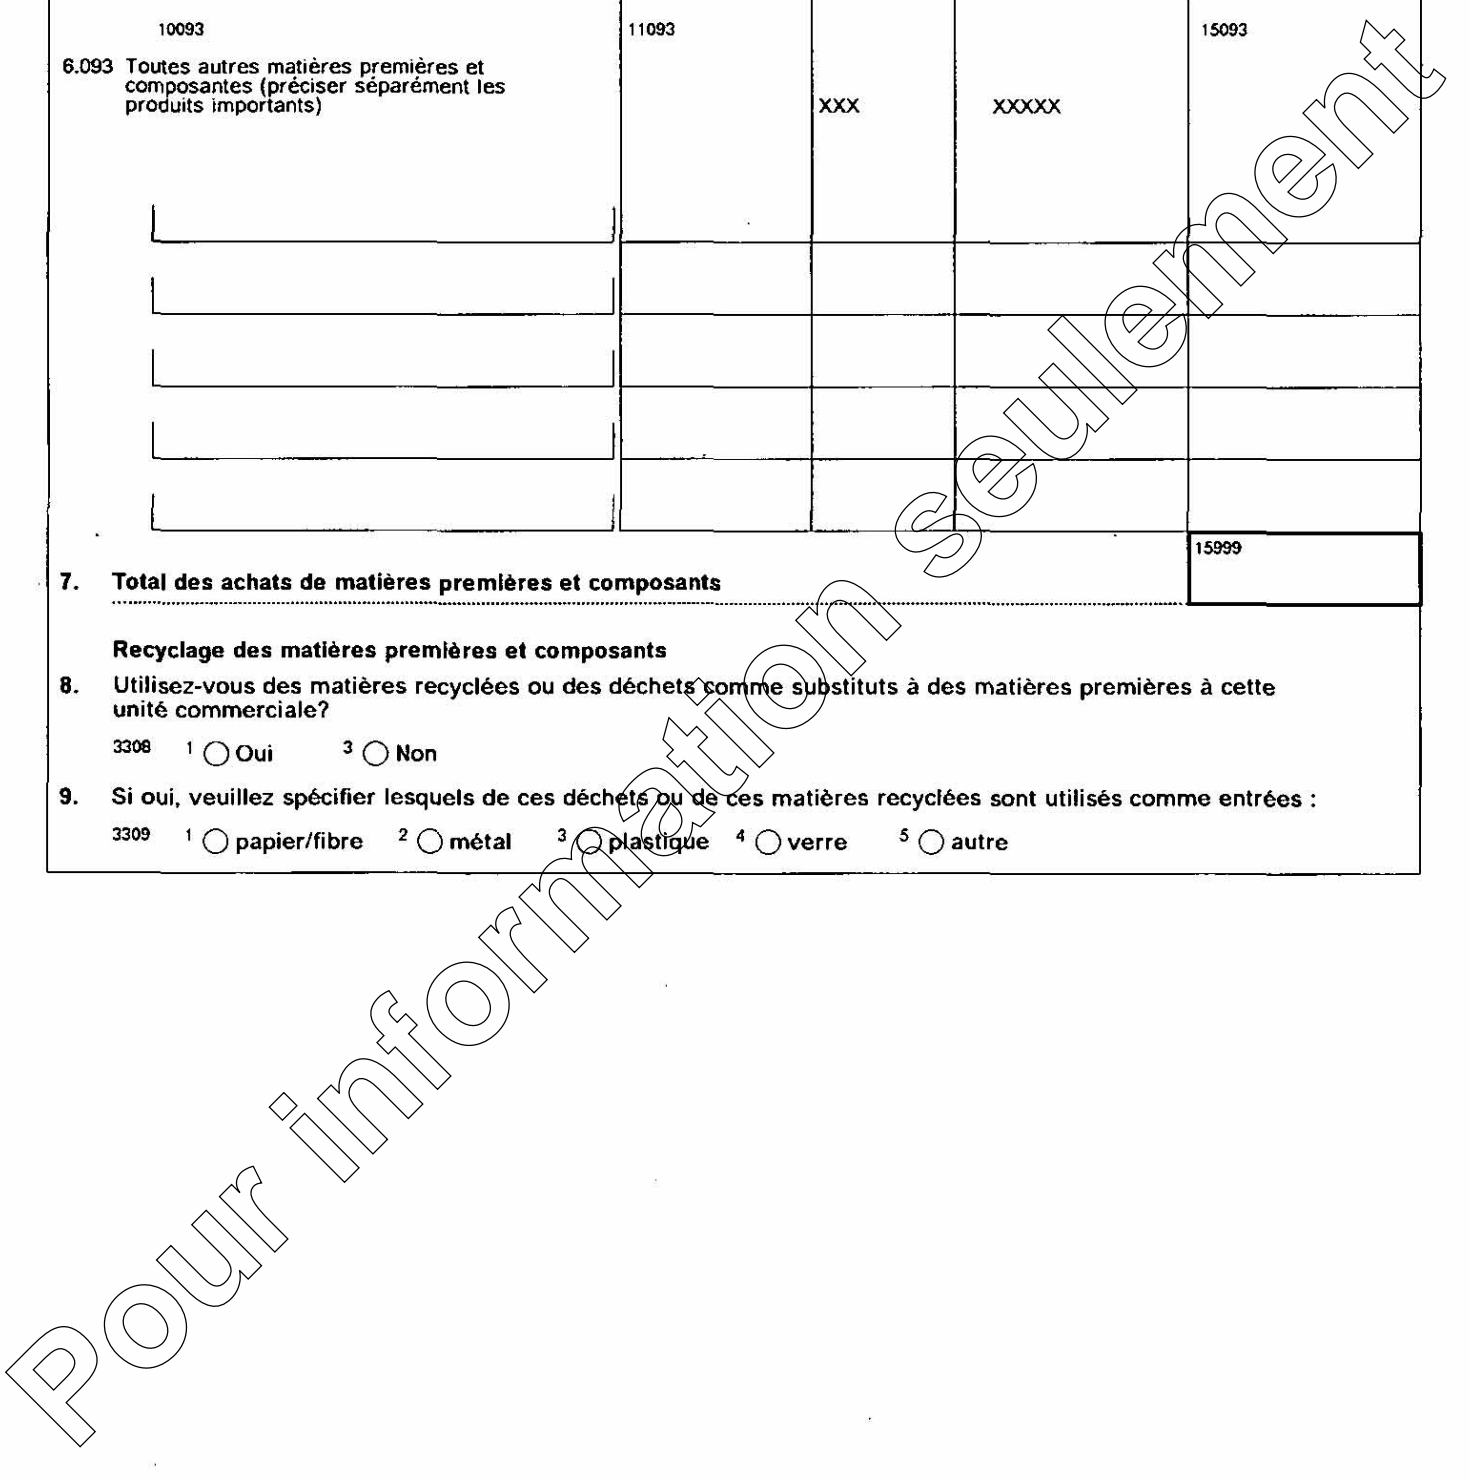 10093 11093 15093
6.093 Toutes autres matières premières et
composantes (préciser séparément les
produits importants) XXX XXXXX
15999
7. Total des achats de matières premières et composants
Recyclage des matières premières et composants
8. Utilisez-vous des matières recyclées ou des déchets comme substituts à des matières premières à cette
unité commerciale?
3308 1 Oui 3 Non
9. Si oui, veuillez spécifier lesquels de ces déchets ou de ces matières recyclées sont utilisés comme entrées :
3309 1 papier/fibre 2 métal 3 plastique 4 verre 5 autre
Pour information seulement